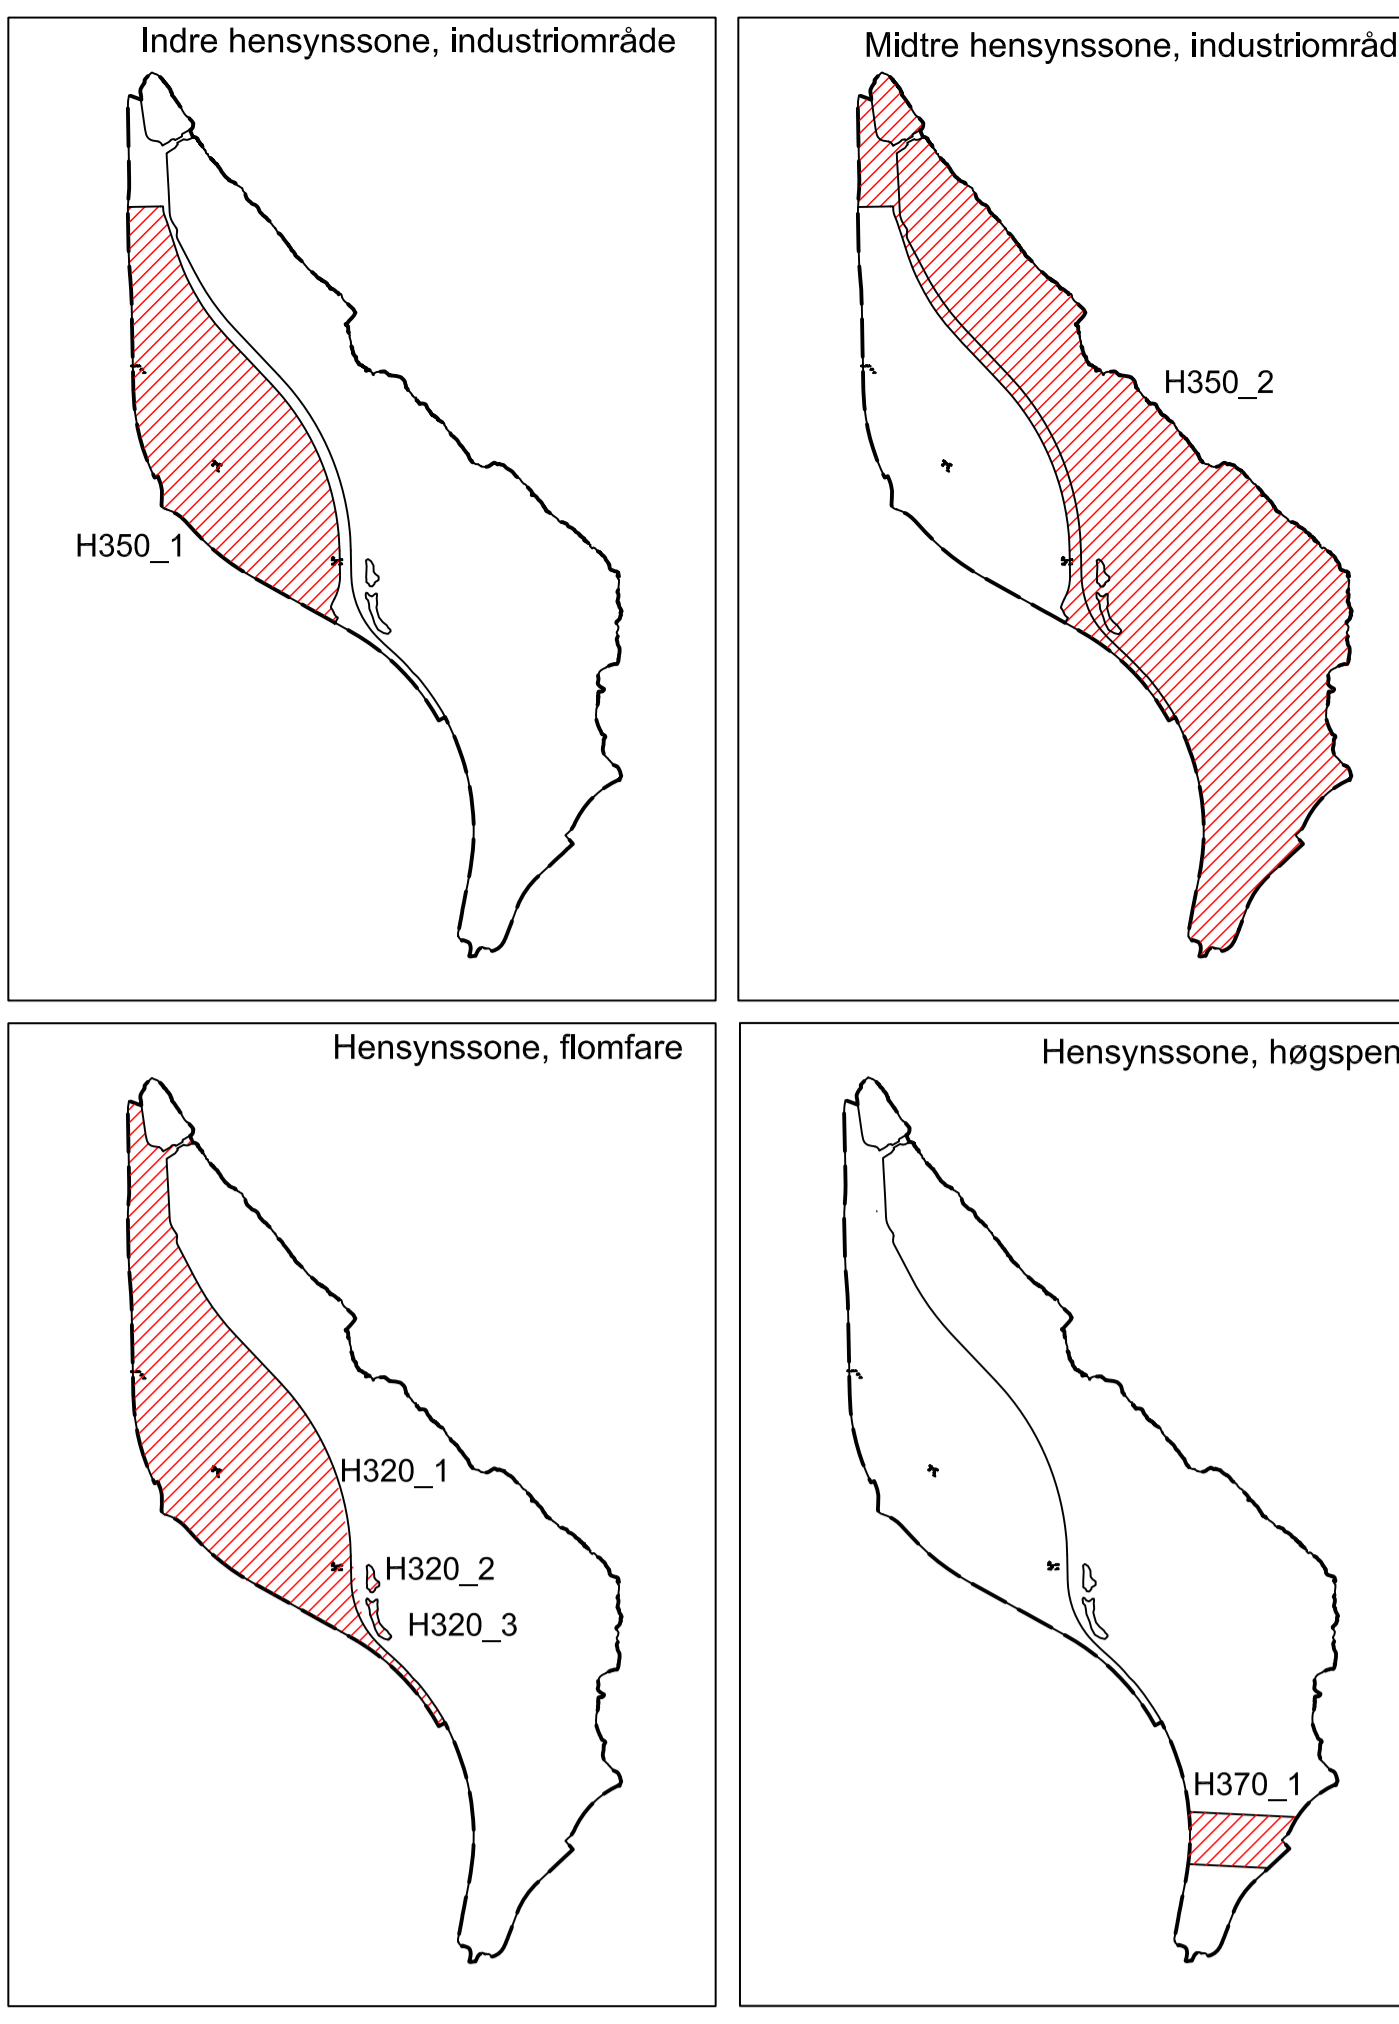 Indre hensynssone, industriområde
H350_1
Midtre hensynssone, industriområd
H350_2
Hensynssone, flomfare
H320_1
H320_2
H320_3
Hensynssone, høgspen
H370_1